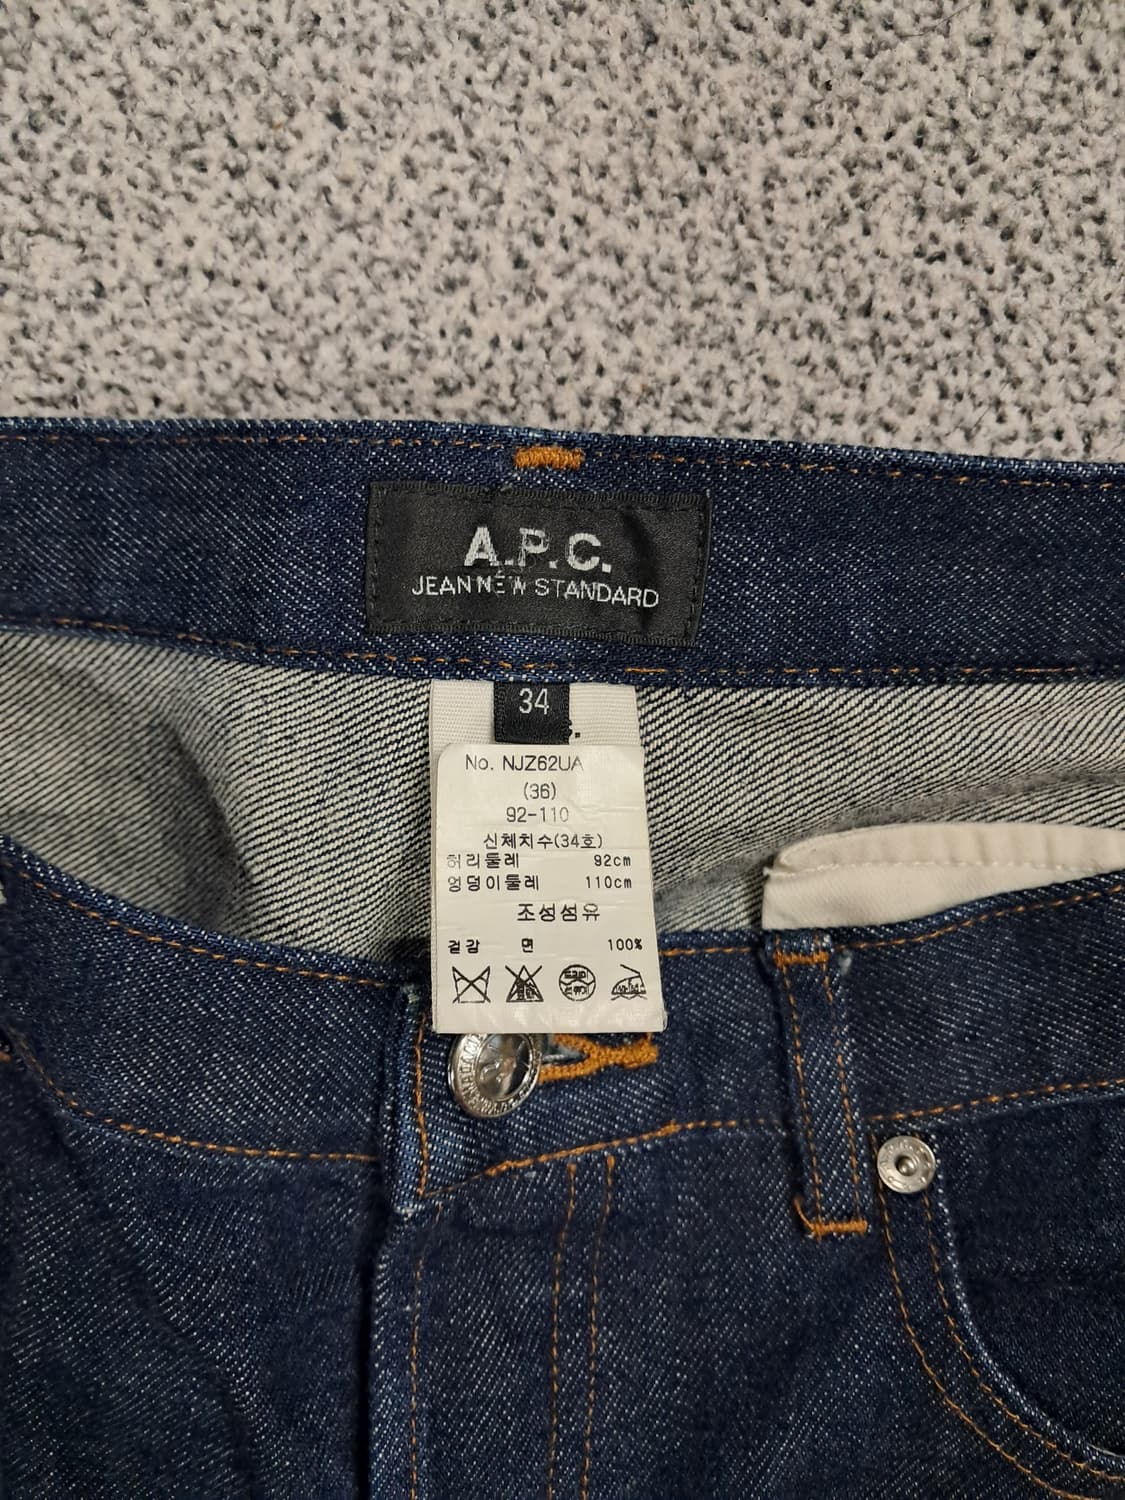 A.P.C.
JEAN NEW STANDARD
34
No. NJZ62UA
(36)
92-110
신체치수(34호)
허리둘레 92cm
엉덩이둘레 110cm
조성섬유
겉감 면 100%